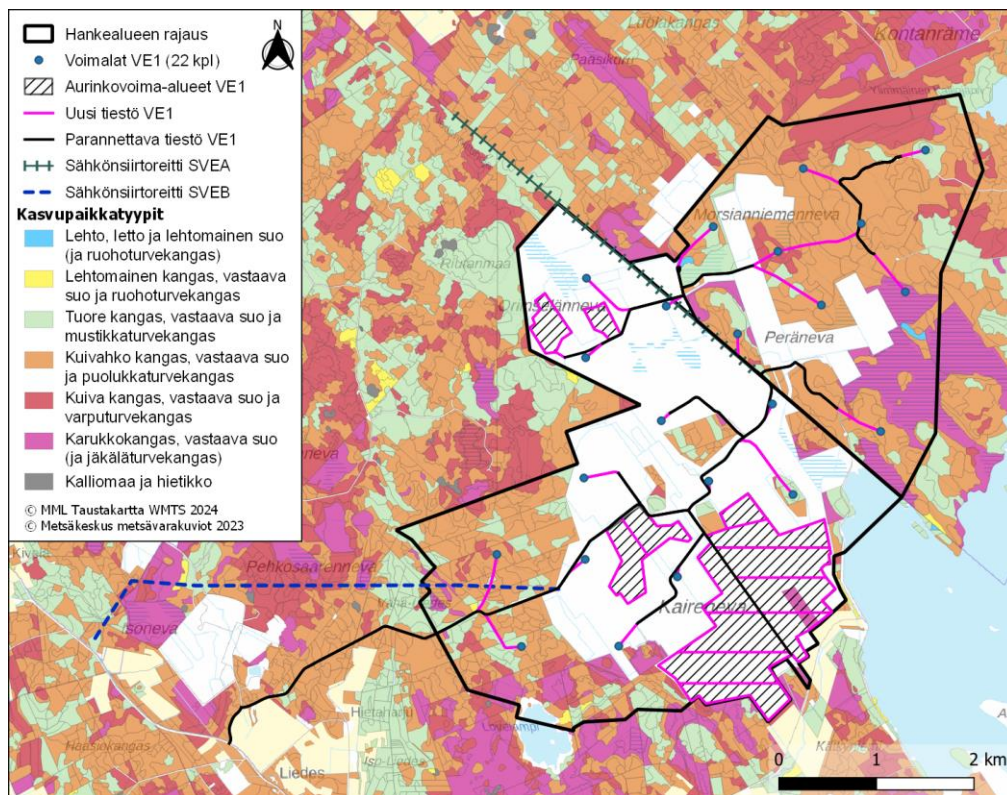 Hankealueen rajaus
Voimalat VE1 (22 kpl)
Aurinkovoima-alueet VE1
Uusi tiestö VE1
Parannettava tiestö VE1
Sähkönsiirtoreitti SVEA
Sähkönsiirtoreitti SVEB
Kasvupaikkatyypit
Lehto, letto ja lehtomainen suo
(ja ruohoturvekangas)
Lehtomainen kangas, vastaava
suo ja ruohoturvekangas
Tuore kangas, vastaava suo ja
mustikkaturvekangas
Kuivahko kangas, vastaava suo
ja puolukkaturvekangas
Kuiva kangas, vastaava suo ja
varputurvekangas
Karukkokangas, vastaava suo
(ja jäkäläturvekangas)
Kalliomaa ja hietikko
© MML Taustakartta WMTS 2024
© Metsäkeskus metsävarakuviot 2023
N
Kontanräme
Morsianniemenneva
Peräneva
Pehkosaarenneva
Kaireneva
Hietaharju
Isp-Liedes
Liedes
0 1 2 km